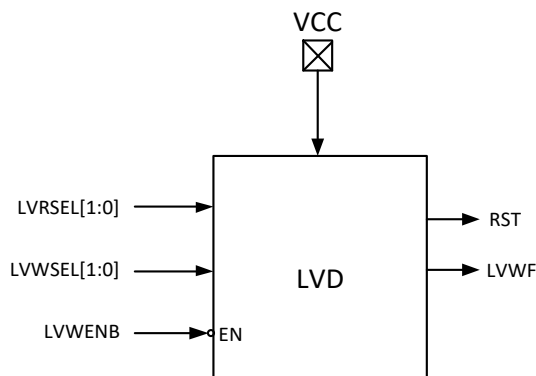 VCC
LVRSEL[1:0]
RST
LVWSEL[1:0]
LVD
LVWF
LVWENB
EN